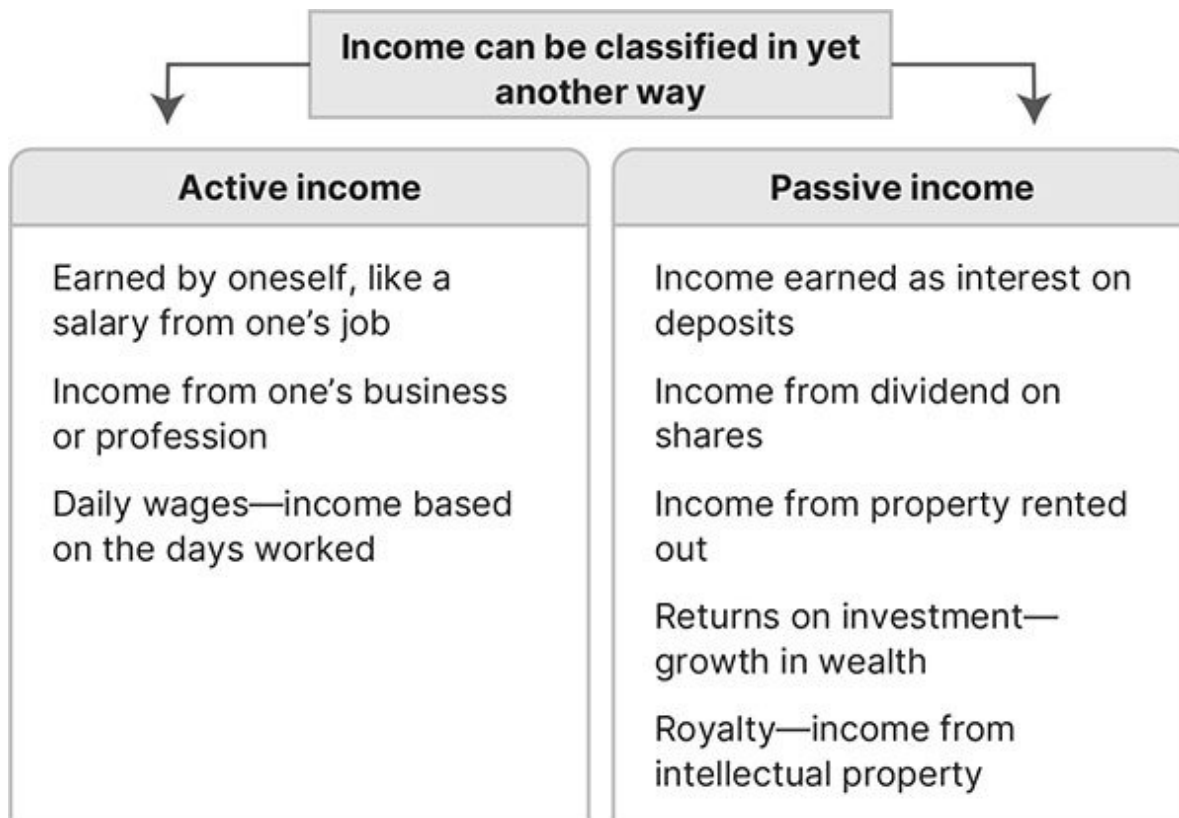 Income can be classified in yet
another way
Active income
Earned by oneself, like a
salary from one’s job
Income from one’s business
or profession
Daily wages—income based
on the days worked
Passive income
Income earned as interest on
deposits
Income from dividend on
shares
Income from property rented
out
Returns on investment—
growth in wealth
Royalty—income from
intellectual property